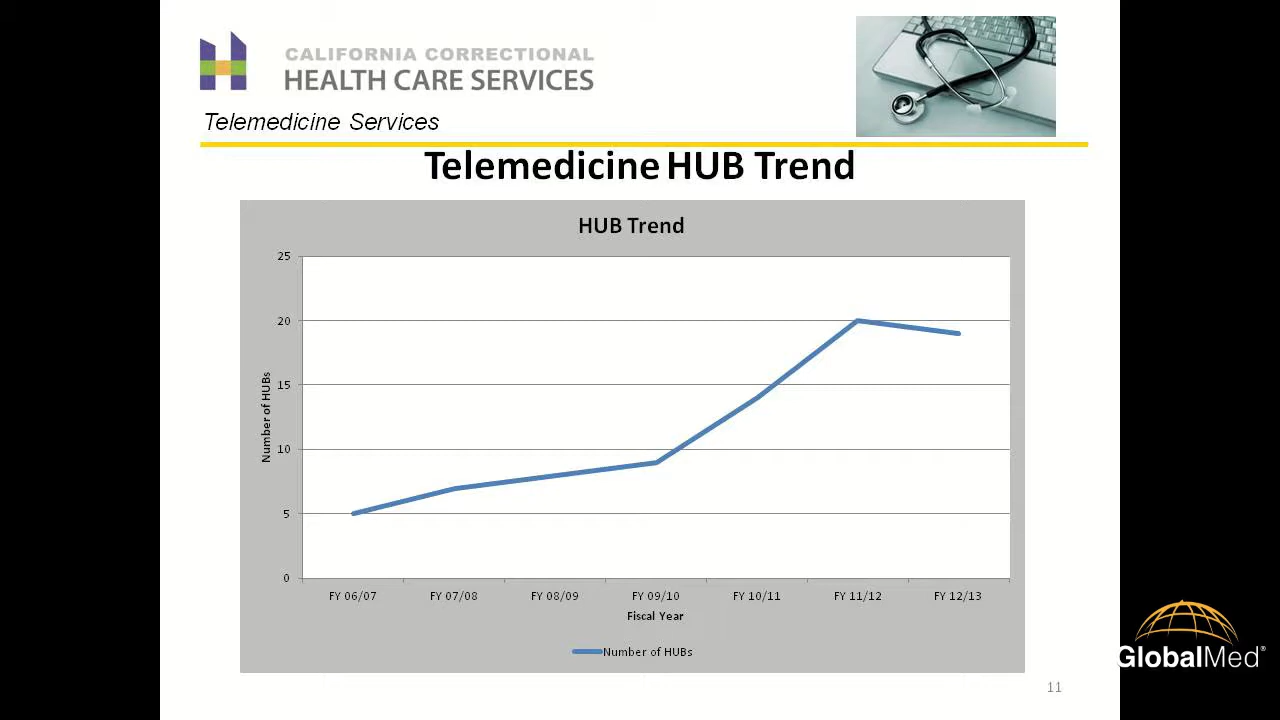 CALIFORNIA CORRECTIONAL
HEALTH CARE SERVICES
Telemedicine Services
Telemedicine HUB Trend
HUB Trend
25
20
15
10
5
0
Number of HUBs
FY 06/07 FY 07/08 FY 08/09 FY 09/10 FY 10/11 FY 11/12 FY 12/13
Fiscal Year
Number of HUBs
11
GlobalMed®